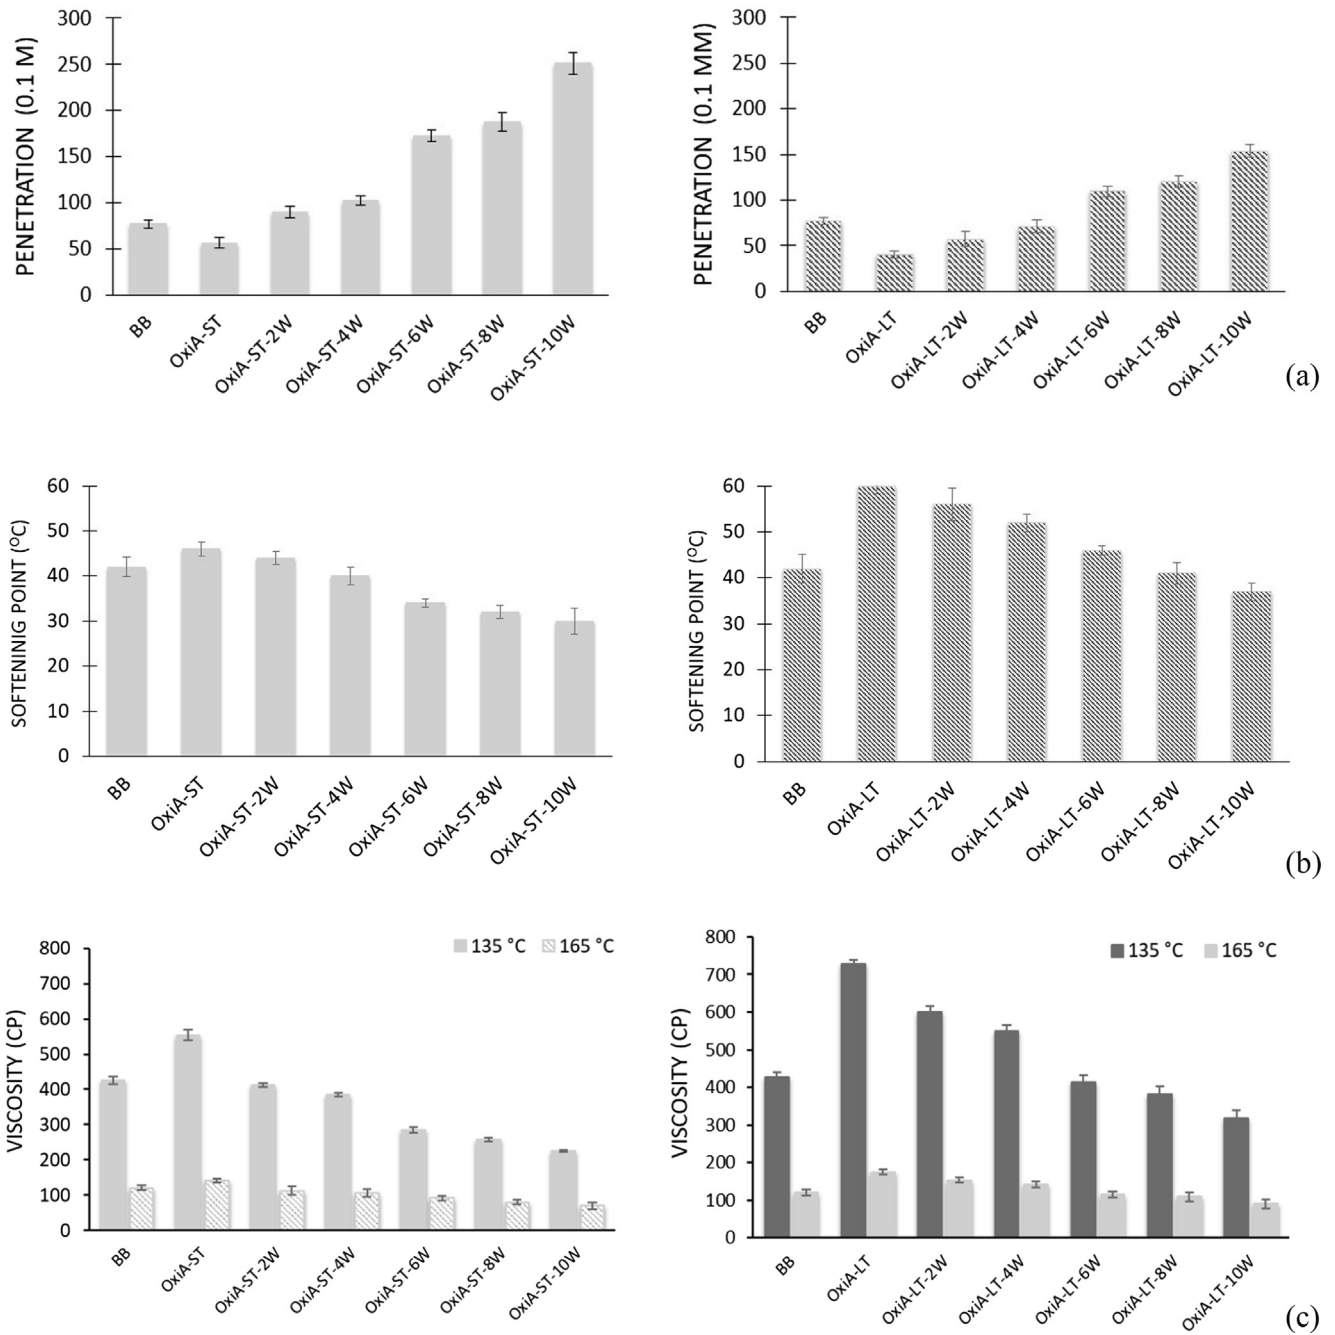 PENETRATION (0.1 M)
300
250
200
150
100
50
0
BB
OxiA-ST
OxiA-ST-2W
OxiA-ST-4W
OxiA-ST-6W
OxiA-ST-8W
OxiA-ST-10W
PENETRATION (0.1 MM)
300
250
200
150
100
50
0
BB
OxiA-LT
OxiA-LT-2W
OxiA-LT-4W
OxiA-LT-6W
OxiA-LT-8W
OxiA-LT-10W
(a)
SOFTENINIG POINT (OC)
60
50
40
30
20
10
0
BB
OxiA-ST
OxiA-ST-2W
OxiA-ST-4W
OxiA-ST-6W
OxiA-ST-8W
OxiA-ST-10W
SOFTENING POINT (OC)
60
50
40
30
20
10
0
BB
OxiA-LT
OxiA-LT-2W
OxiA-LT-4W
OxiA-LT-6W
OxiA-LT-8W
OxiA-LT-10W
(b)
VISCOSITY (CP)
800
700
600
500
400
300
200
100
0
135 °C 165 °C
BB
OxiA-ST
OxiA-ST-2W
OxiA-ST-4W
OxiA-ST-6W
OxiA-ST-8W
OxiA-ST-10W
VISCOSITY (CP)
800
700
600
500
400
300
200
100
0
135 °C 165 °C
BB
OxiA-LT
OxiA-LT-2W
OxiA-LT-4W
OxiA-LT-6W
OxiA-LT-8W
OxiA-LT-10W
(c)